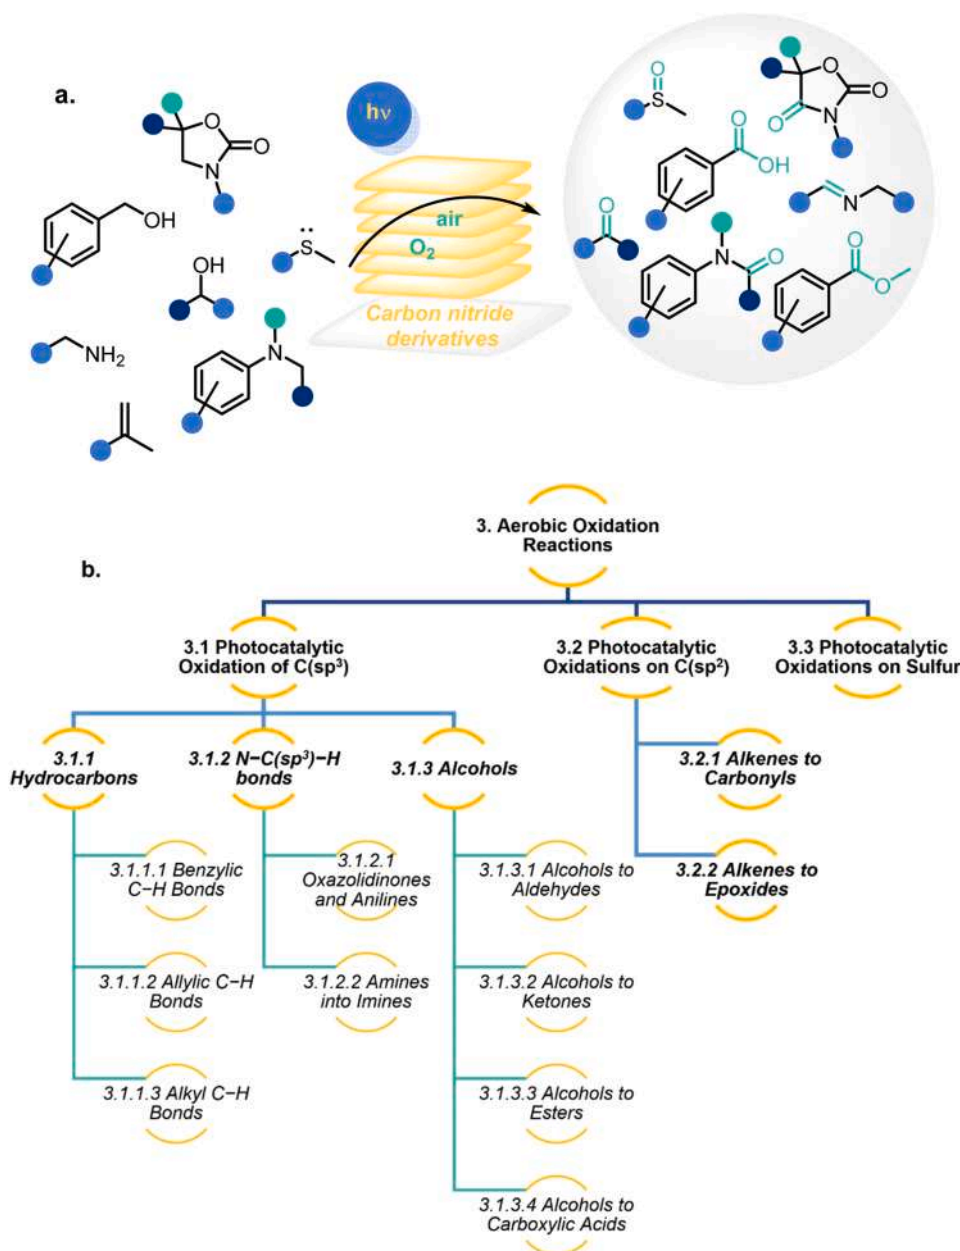 a.
hν
O
O
N
OH
OH
S
NH₂
N
air
O₂
Carbon nitride
derivatives
O
S
O
OH
O
O
O
N
O
N
N
O
O
O
b.
3. Aerobic Oxidation
Reactions
3.1 Photocatalytic
Oxidation of C(sp³)
3.2 Photocatalytic
Oxidations on C(sp²)
3.3 Photocatalytic
Oxidations on Sulfur
3.1.1
Hydrocarbons
3.1.2 N−C(sp³)−H
bonds
3.1.3 Alcohols
3.2.1 Alkenes to
Carbonyls
3.1.1.1 Benzylic
C−H Bonds
3.1.2.1
Oxazolidinones
and Anilines
3.1.3.1 Alcohols to
Aldehydes
3.2.2 Alkenes to
Epoxides
3.1.1.2 Allylic C−H
Bonds
3.1.2.2 Amines
into Imines
3.1.3.2 Alcohols to
Ketones
3.1.1.3 Alkyl C−H
Bonds
3.1.3.3 Alcohols to
Esters
3.1.3.4 Alcohols to
Carboxylic Acids